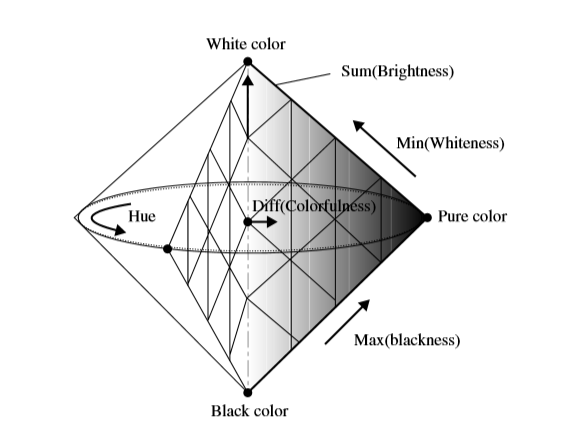 White color
Sum(Brightness)
Min(Whiteness)
Diff(Colorfulness)
Hue
Pure color
Max(blackness)
Black color